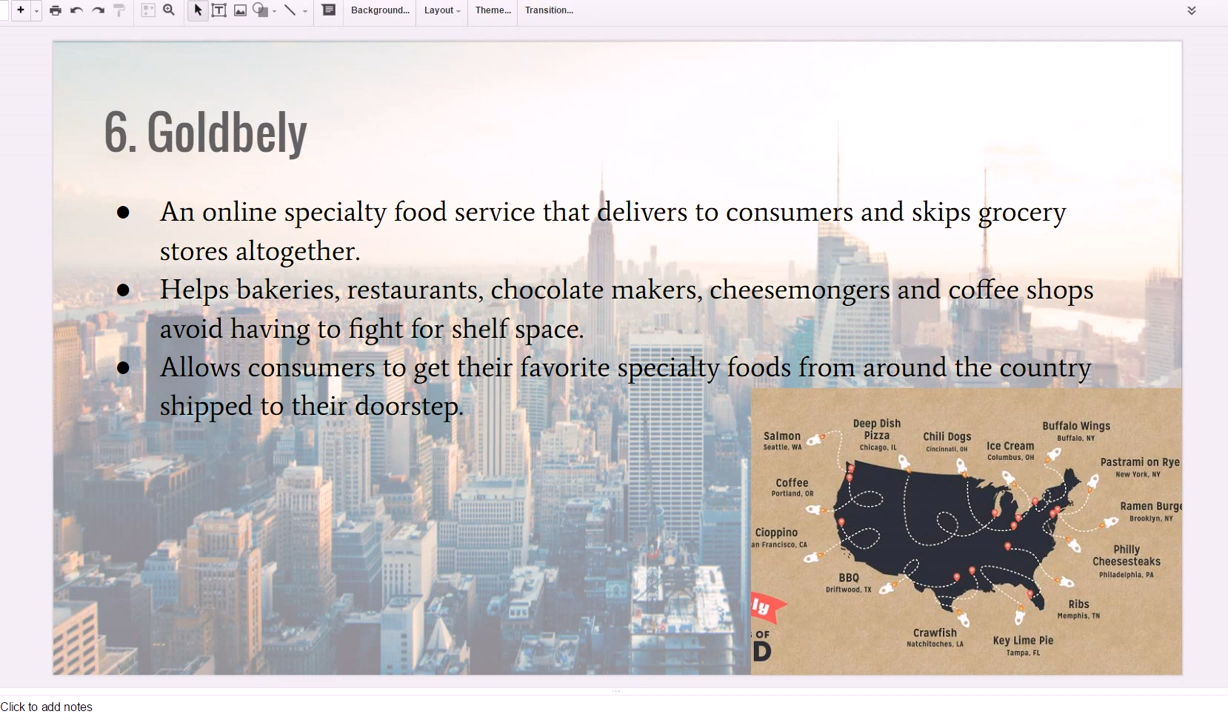 Background...
Layout
Theme...
Transition...
6. Goldbely
● An online specialty food service that delivers to consumers and skips grocery
stores altogether.
● Helps bakeries, restaurants, chocolate makers, cheesemongers and coffee shops
avoid having to fight for shelf space.
● Allows consumers to get their favorite specialty foods from around the country
shipped to their doorstep.
Salmon
Seattle, WA
Deep Dish
Pizza
Chicago, IL
Chili Dogs
Cincinnati, OH
Ice Cream
Columbus, OH
Buffalo Wings
Buffalo, NY
Pastrami on Rye
New York, NY
Coffee
Portland, OR
Ramen Burge
Brooklyn, NY
Cioppino
an Francisco, CA
Philly
Cheesesteaks
Philadelphia, PA
BBQ
Driftwood, TX
Ribs
Memphis, TN
ly
S OF
D
Crawfish
Natchitoches, LA
Key Lime Pie
Tampa, FL
Click to add notes